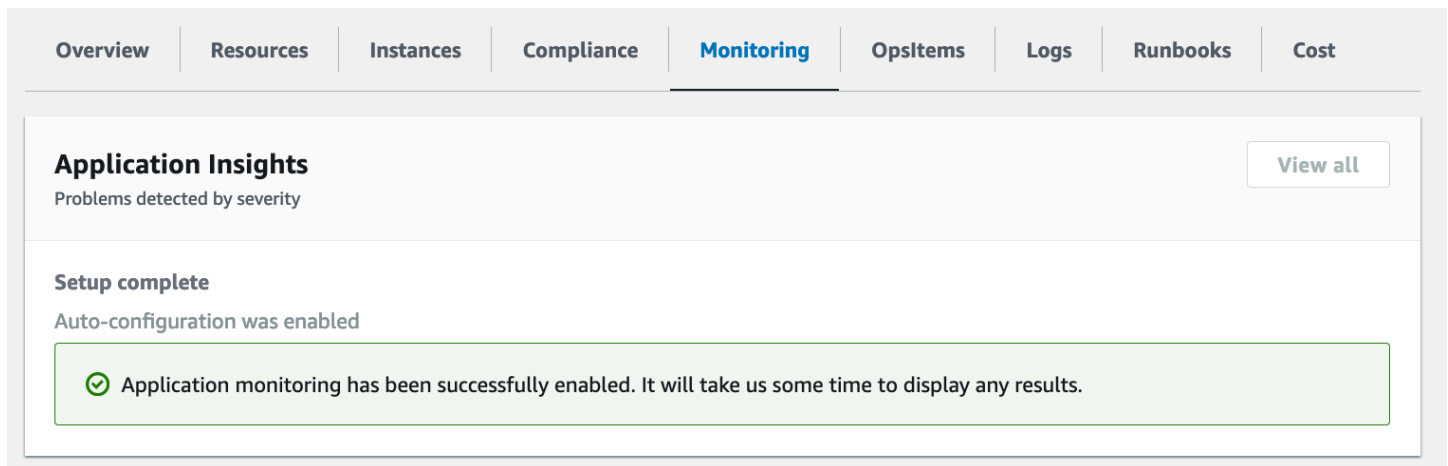 Overview Resources Instances Compliance Monitoring OpsItems Logs Runbooks Cost
Application Insights
View all
Problems detected by severity
Setup complete
Auto-configuration was enabled
Application monitoring has been successfully enabled. It will take us some time to display any results.